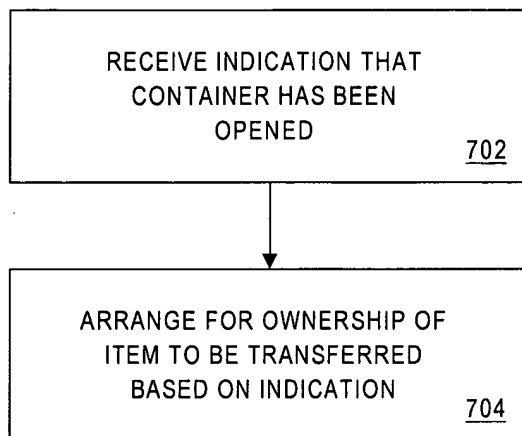 RECEIVE INDICATION THAT
CONTAINER HAS BEEN
OPENED
702
ARRANGE FOR OWNERSHIP OF
ITEM TO BE TRANSFERRED
BASED ON INDICATION
704